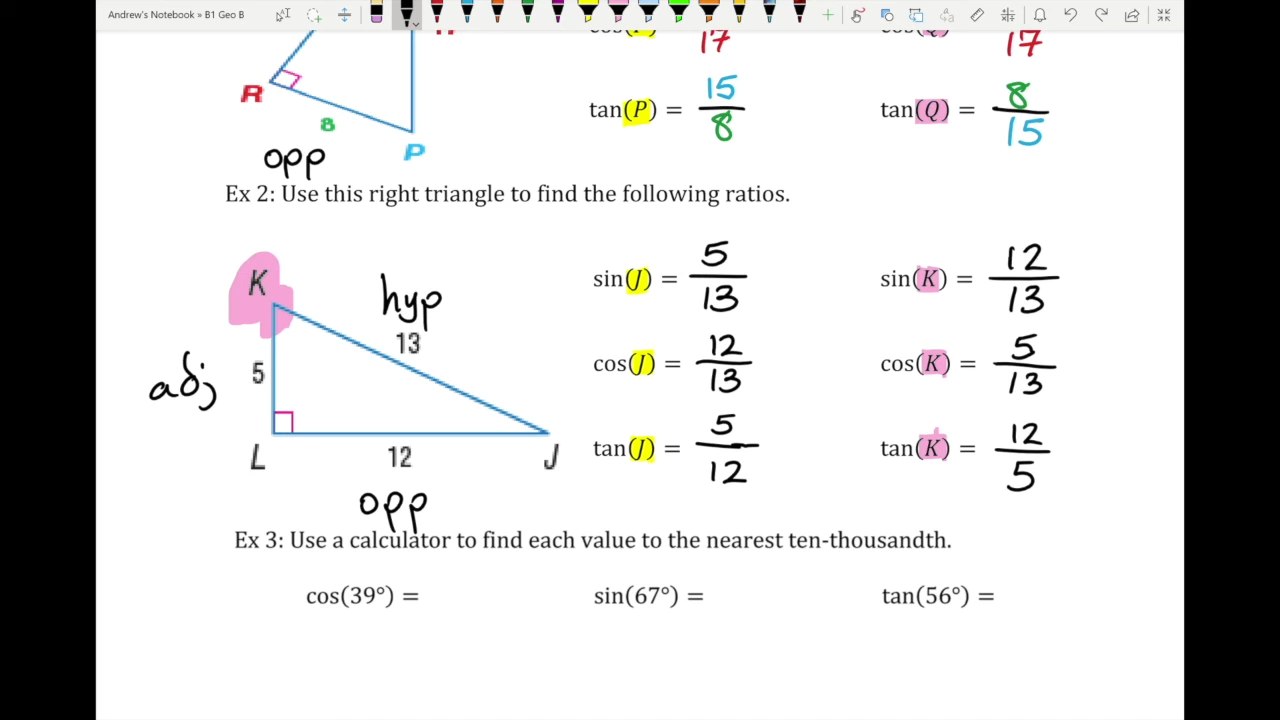 Andrew's Notebook » B1 Geo B
17
17
R
8
P
opp
tan(P) = 15/8
tan(Q) = 8/15
Ex 2: Use this right triangle to find the following ratios.
K
hyp
13
adj
5
L
12
J
opp
sin(J) = 5/13
sin(K) = 12/13
cos(J) = 12/13
cos(K) = 5/13
tan(J) = 5/12
tan(K) = 12/5
Ex 3: Use a calculator to find each value to the nearest ten-thousandth.
cos(39°) =
sin(67°) =
tan(56°) =